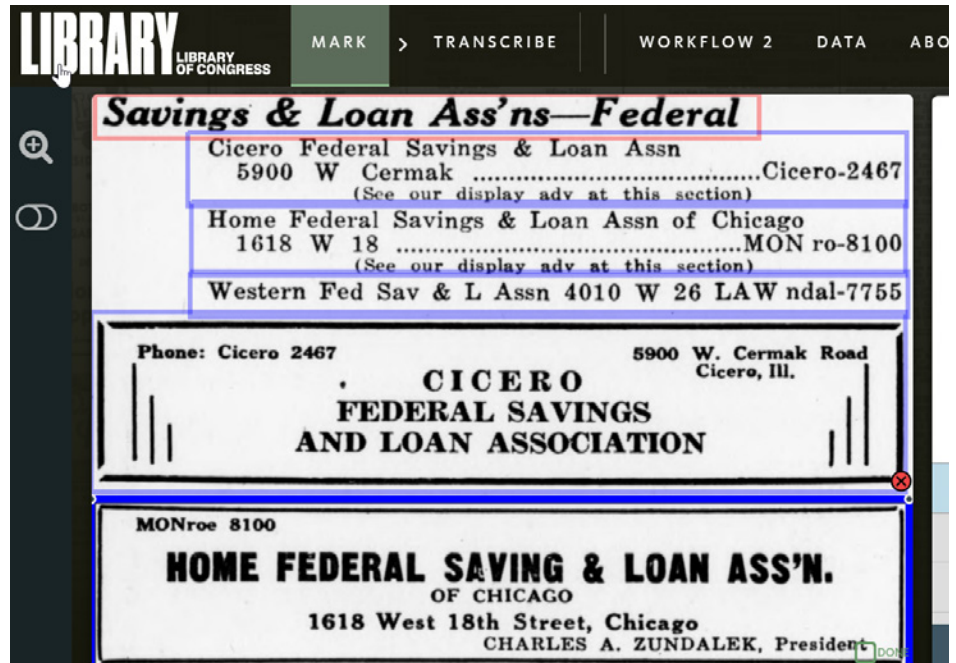 LIBRARY LIBRARY
OF CONGRESS
MARK > TRANSCRIBE WORKFLOW 2 DATA ABO
Savings & Loan Ass'ns—Federal
Cicero Federal Savings & Loan Assn
5900 W Cermak ....................................Cicero-2467
(See our display adv at this section)
Home Federal Savings & Loan Assn of Chicago
1618 W 18 ...........................................MON ro-8100
(See our display adv at this section)
Western Fed Sav & L Assn 4010 W 26 LAW ndal-7755
Phone: Cicero 2467 5900 W. Cermak Road
Cicero, Ill.
CICERO
FEDERAL SAVINGS
AND LOAN ASSOCIATION
MONroe 8100
HOME FEDERAL SAVING & LOAN ASS'N.
OF CHICAGO
1618 West 18th Street, Chicago
CHARLES A. ZUNDALEK, President
DONE